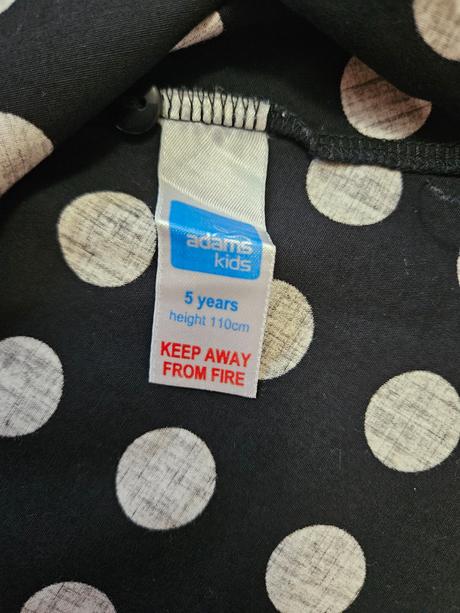 adams
kids
5 years
height 110cm
KEEP AWAY
FROM FIRE